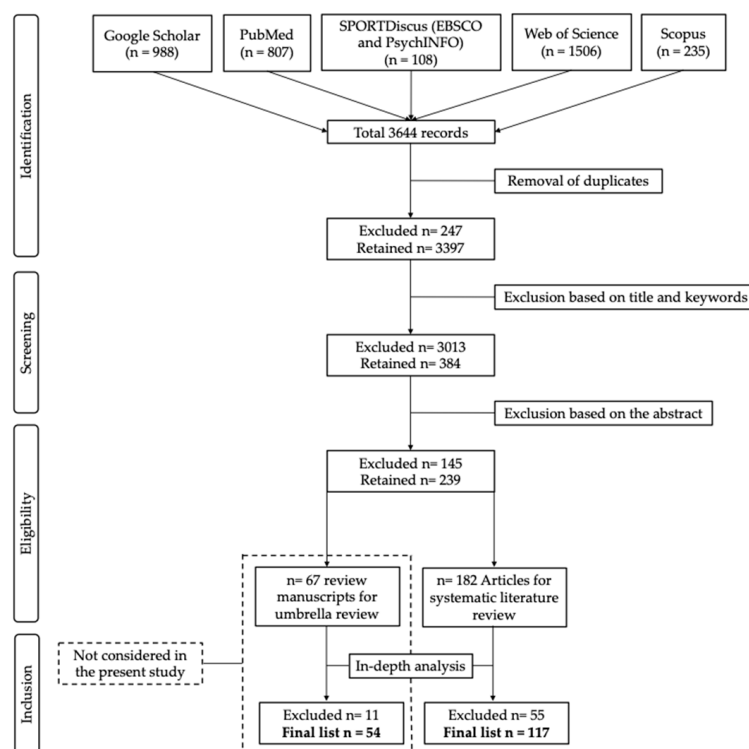 Google Scholar
(n = 988)
PubMed
(n = 807)
SPORTDiscus (EBSCO
and PsychINFO)
(n = 108)
Web of Science
(n = 1506)
Scopus
(n = 235)
Identification
Total 3644 records
Removal of duplicates
Excluded n= 247
Retained n= 3397
Screening
Exclusion based on title and keywords
Excluded n= 3013
Retained n= 384
Exclusion based on the abstract
Eligibility
Excluded n= 145
Retained n= 239
n= 67 review
manuscripts for
umbrella review
n= 182 Articles for
systematic literature
review
Inclusion
Not considered in
the present study
In-depth analysis
Excluded n= 11
Final list n = 54
Excluded n= 55
Final list n = 117